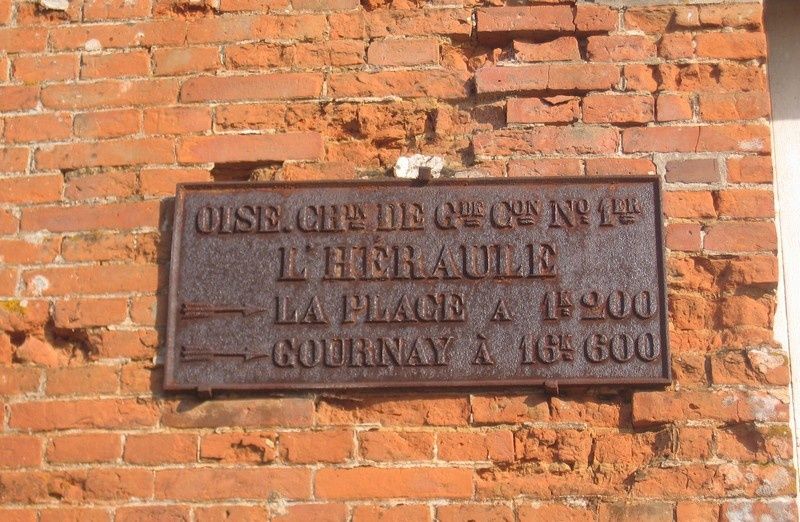 OISE. CHIN DE GDE CON NO 1ER
L'HÉRAULE
LA PLACE A 1K 200
GOURNAY À 16K 600